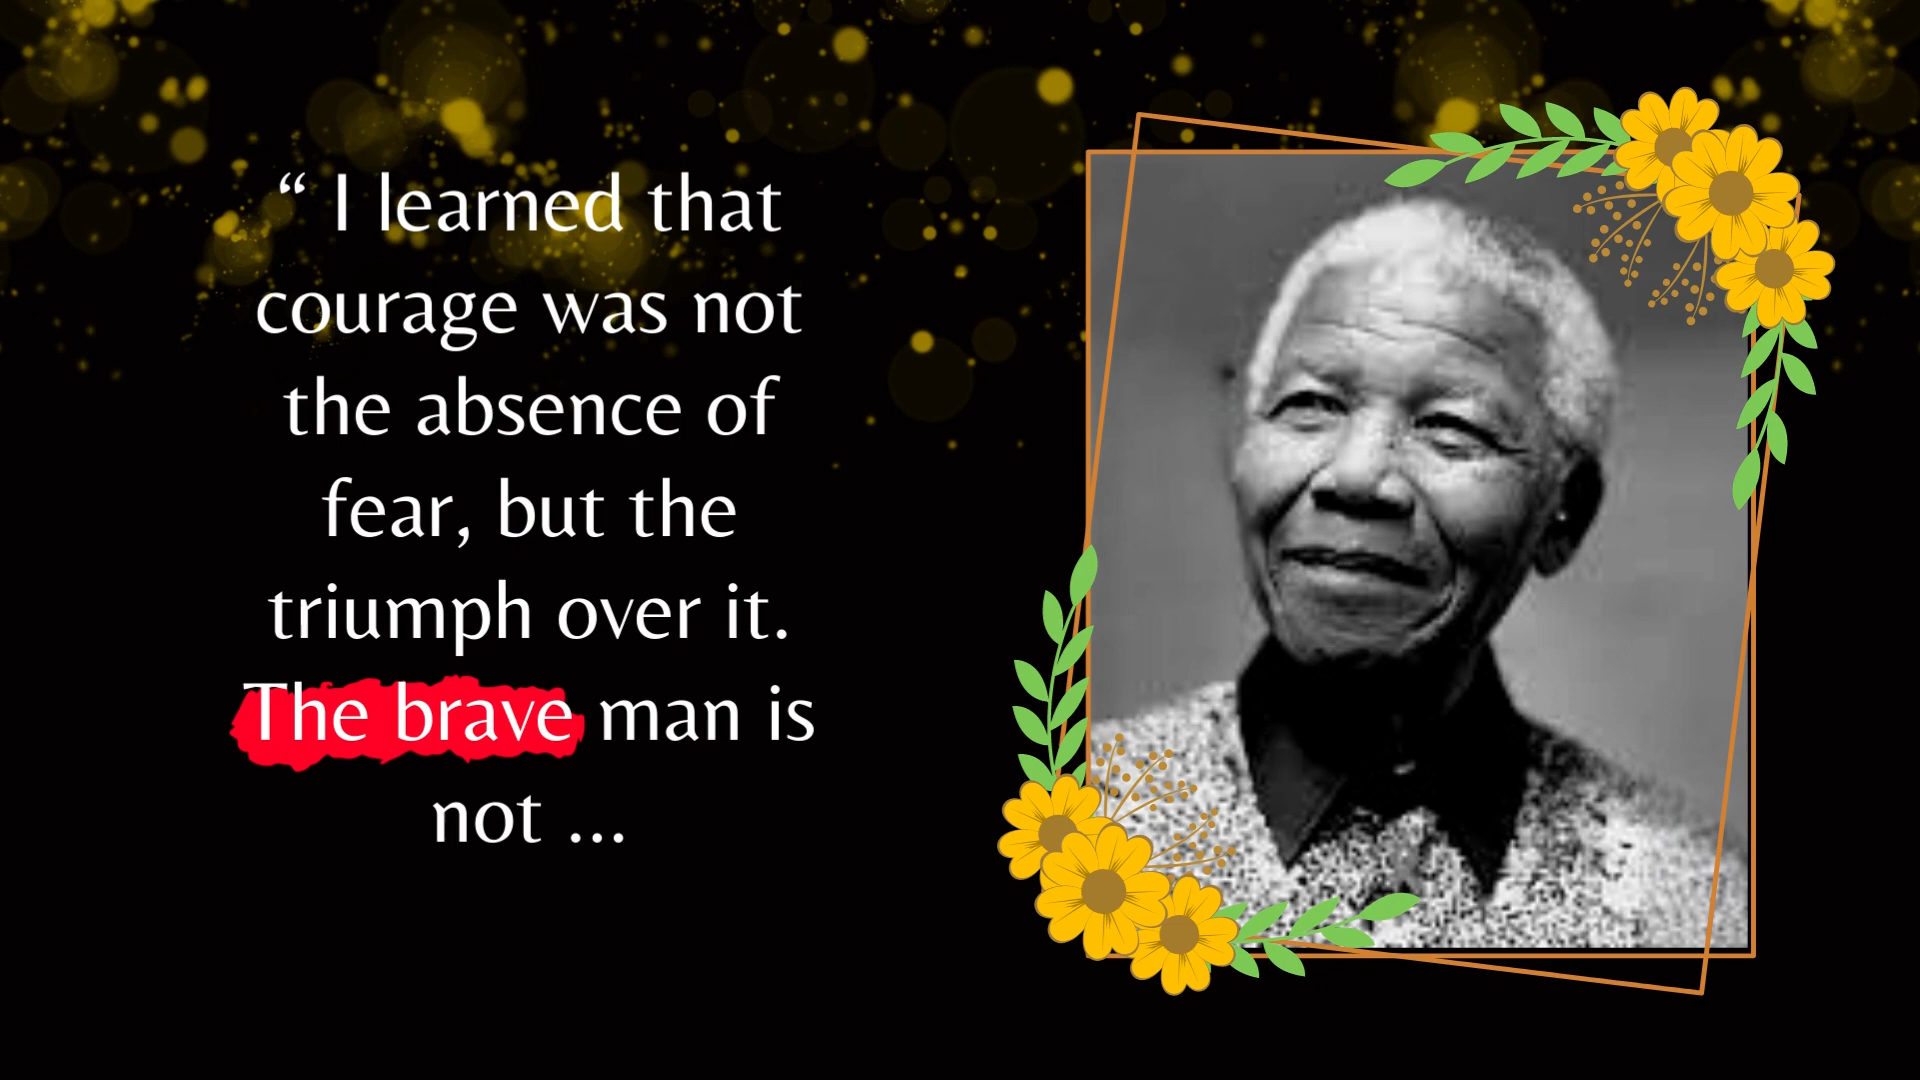 “ I learned that
courage was not
the absence of
fear, but the
triumph over it.
The brave man is
not ...